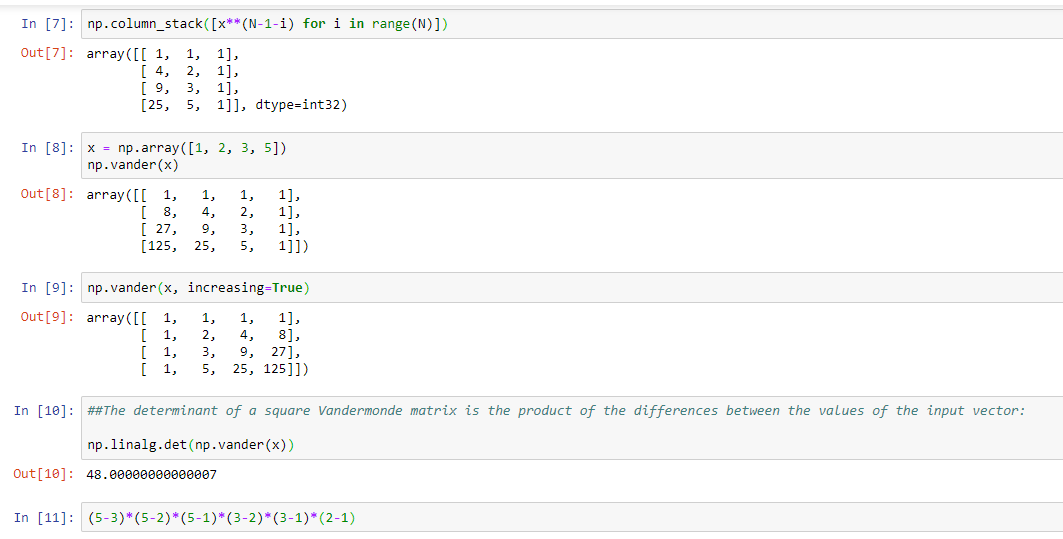 In [7]: np.column_stack([x**(N-1-i) for i in range(N)])
Out[7]: array([[ 1,  1,  1],
       [ 4,  2,  1],
       [ 9,  3,  1],
       [25,  5,  1]], dtype=int32)
In [8]: x = np.array([1, 2, 3, 5])
np.vander(x)
Out[8]: array([[  1,   1,   1,   1],
       [  8,   4,   2,   1],
       [ 27,   9,   3,   1],
       [125,  25,   5,   1]])
In [9]: np.vander(x, increasing=True)
Out[9]: array([[  1,   1,   1,   1],
       [  1,   2,   4,   8],
       [  1,   3,   9,  27],
       [  1,   5,  25, 125]])
In [10]: ##The determinant of a square Vandermonde matrix is the product of the differences between the values of the input vector:
np.linalg.det(np.vander(x))
Out[10]: 48.00000000000007
In [11]: (5-3)*(5-2)*(5-1)*(3-2)*(3-1)*(2-1)